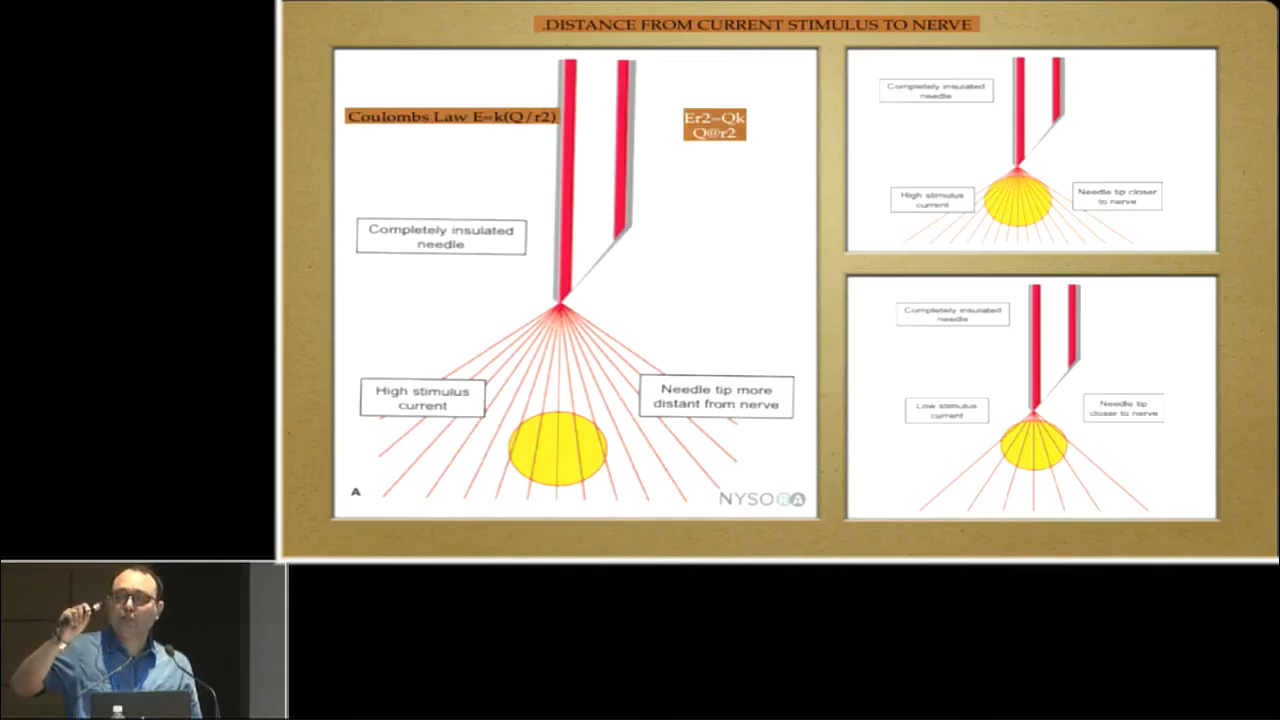 .DISTANCE FROM CURRENT STIMULUS TO NERVE
Coulombs Law E=k(Q/r2)
Er2=Qk
Q@r2
Completely insulated
needle
High stimulus
current
Needle tip more
distant from nerve
A
NYSORA
Completely insulated
needle
High stimulus
current
Needle tip closer
to nerve
Completely insulated
needle
Low stimulus
current
Needle tip
closer to nerve